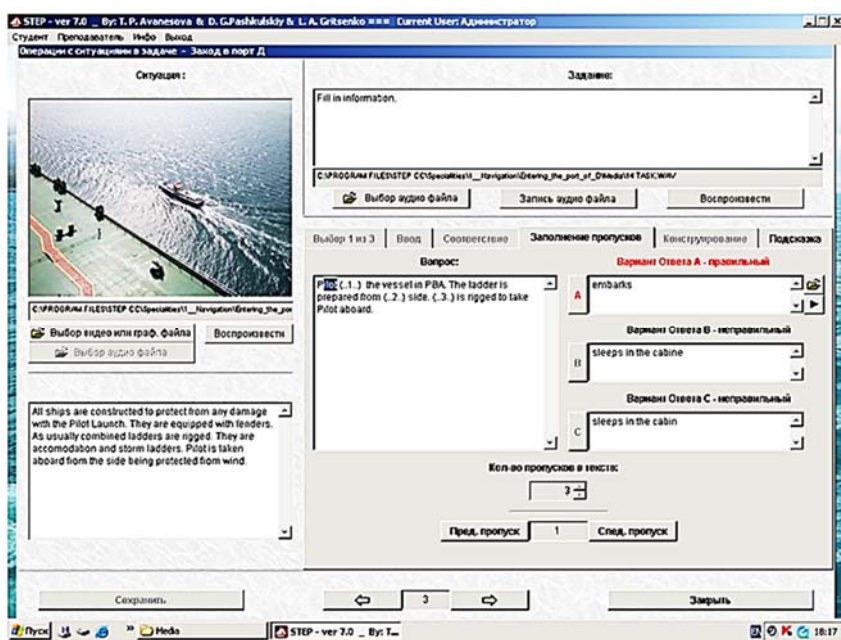 STEP - ver 7.0 _ By: T. P. Avanesova & D. G.Pashkulskiy & L. A. Gritsenko === Current User: Администратор
Студент Преподаватель Инфо Выход
Операции с ситуациями в задаче - Заход в порт Д
Ситуация :
Задание:
Fill in information.
C:\PROGRAM FILES\STEP CC\Specialities\1__Navigation\Entering_the_port_of_D\Media\14 TASK.WAV
Выбор аудио файла
Запись аудио файла
Воспроизвести
Выбор 1 из 3
Ввод
Соответствие
Заполнение пропусков
Конструирование
Подсказка
Вопрос:
Pilot (..1..) the vessel in PBA. The ladder is
prepared from (..2..) side. (..3..) is rigged to take
Pilot aboard.
Вариант Ответа А - правильный
A
embarks
Вариант Ответа В - неправильный
B
sleeps in the cabine
Вариант Ответа С - неправильный
C
sleeps in the cabin
Кол-во пропусков в тексте:
3
Пред. пропуск
1
След. пропуск
C:\PROGRAM FILES\STEP CC\Specialities\1__Navigation\Entering_the_por
Выбор видео или граф. файла
Воспроизвести
Выбор аудио файла
All ships are constructed to protect from any damage
with the Pilot Launch. They are equipped with fenders.
As usually combined ladders are rigged. They are
accomodation and storm ladders. Pilot is taken
aboard from the side being protected from wind.
Сохранить
3
Закрыть
Пуск
Media
STEP - ver 7.0 _ By: T...
18:17